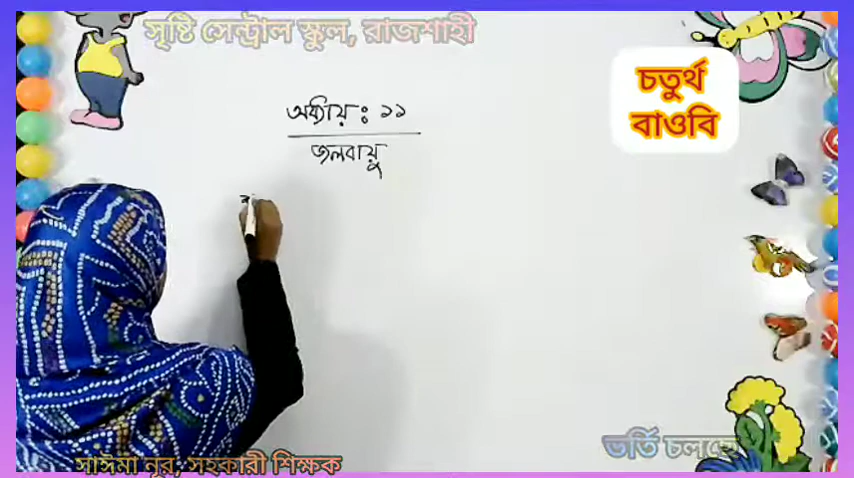 সৃষ্টি সেন্ট্রাল স্কুল, রাজশাহী
চতুর্থ
বাওবি
অধ্যায়ঃ ১১
জলবায়ু
ভর্তি চলছে
সাঈমা নূর, সহকারী শিক্ষক